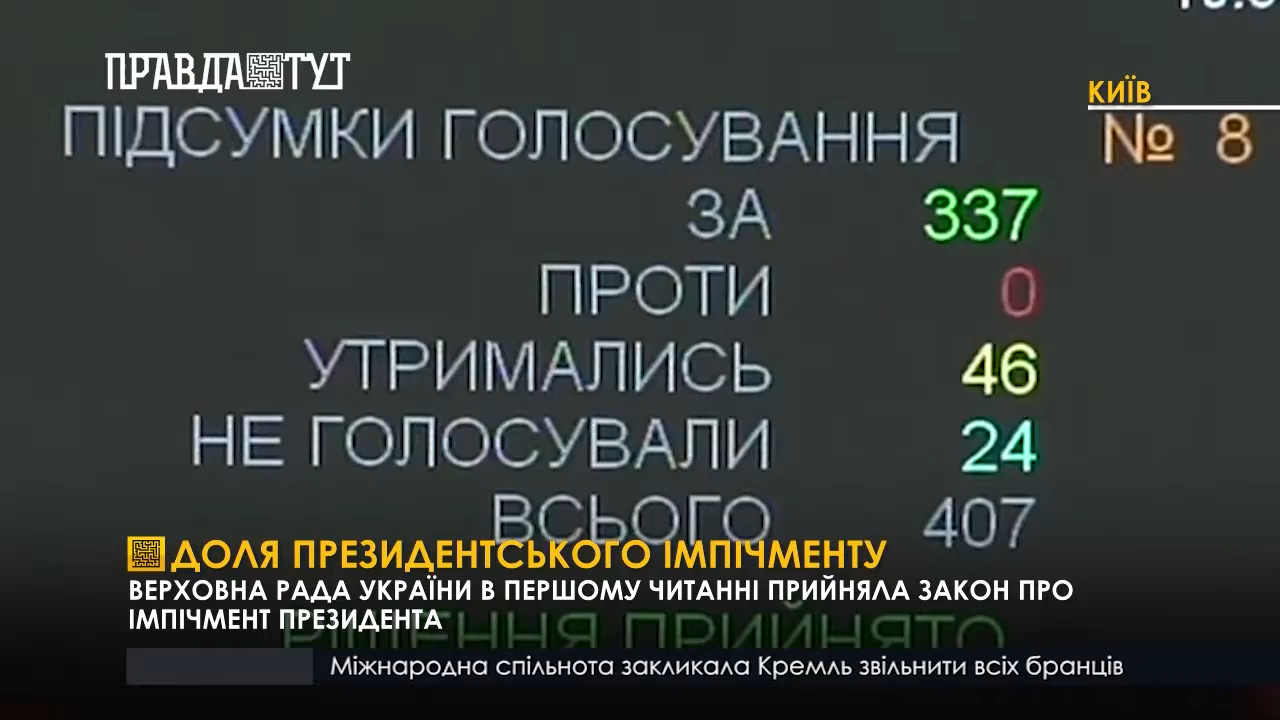 ПРАВДА ТУТ
КИЇВ
ПІДСУМКИ ГОЛОСУВАННЯ № 8
ЗА 337
ПРОТИ 0
УТРИМАЛИСЬ 46
НЕ ГОЛОСУВАЛИ 24
ВСЬОГО 407
ДОЛЯ ПРЕЗИДЕНТСЬКОГО ІМПІЧМЕНТУ
ВЕРХОВНА РАДА УКРАЇНИ В ПЕРШОМУ ЧИТАННІ ПРИЙНЯЛА ЗАКОН ПРО
ІМПІЧМЕНТ ПРЕЗИДЕНТА
РІШЕННЯ ПРИЙНЯТО
Міжнародна спільнота закликала Кремль звільнити всіх бранців